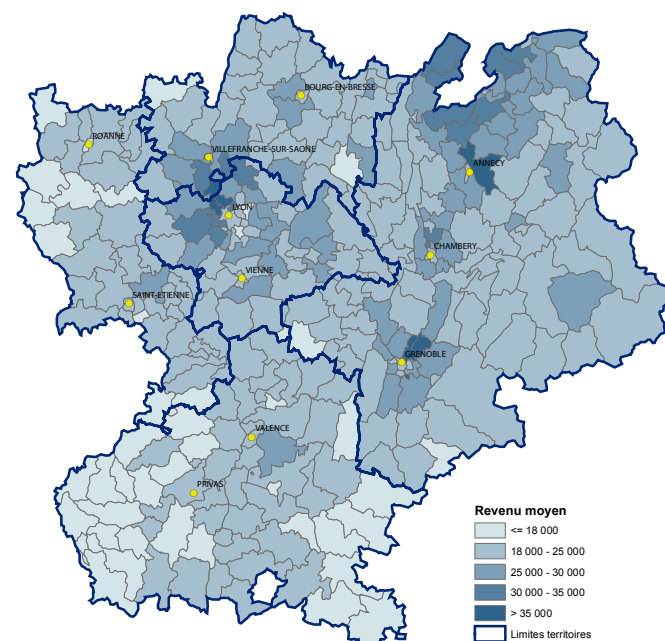 BOURG-EN-BRESSE
ROANNE
VILLEFRANCHE-SUR-SAONE
ANNECY
LYON
CHAMBERY
VIENNE
SAINT-ETIENNE
GRENOBLE
VALENCE
PRIVAS
Revenu moyen
<= 18 000
18 000 - 25 000
25 000 - 30 000
30 000 - 35 000
> 35 000
Limites territoires